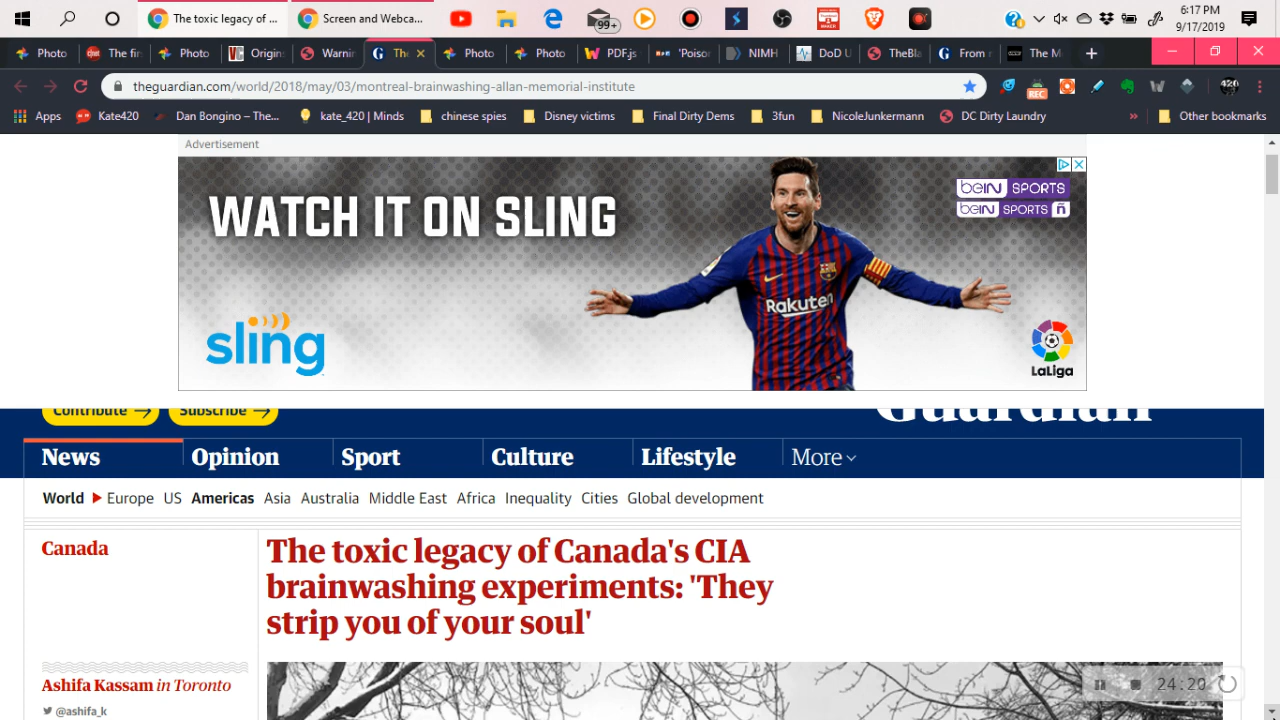 The toxic legacy of ...
Screen and Webca...
99+
6:17 PM
9/17/2019
Photo
The fir
Photo
Origin
Warnin
The
Photo
Photo
PDF.js
'Poison
NIMH
DoD U
TheBla
From r
The M
theguardian.com/world/2018/may/03/montreal-brainwashing-allan-memorial-institute
REC
420
Apps
Kate420
Dan Bongino – The...
kate_420 | Minds
chinese spies
Disney victims
Final Dirty Dems
3fun
NicoleJunkermann
DC Dirty Laundry
»
Other bookmarks
Advertisement
WATCH IT ON SLING
beIN SPORTS
beIN SPORTS ñ
Rakuten
sling
LaLiga
Contribute
Subscribe
Guardian
News
Opinion
Sport
Culture
Lifestyle
More
World
Europe
US
Americas
Asia
Australia
Middle East
Africa
Inequality
Cities
Global development
Canada
The toxic legacy of Canada's CIA
brainwashing experiments: 'They
strip you of your soul'
Ashifa Kassam in Toronto
@ashifa_k
24:20